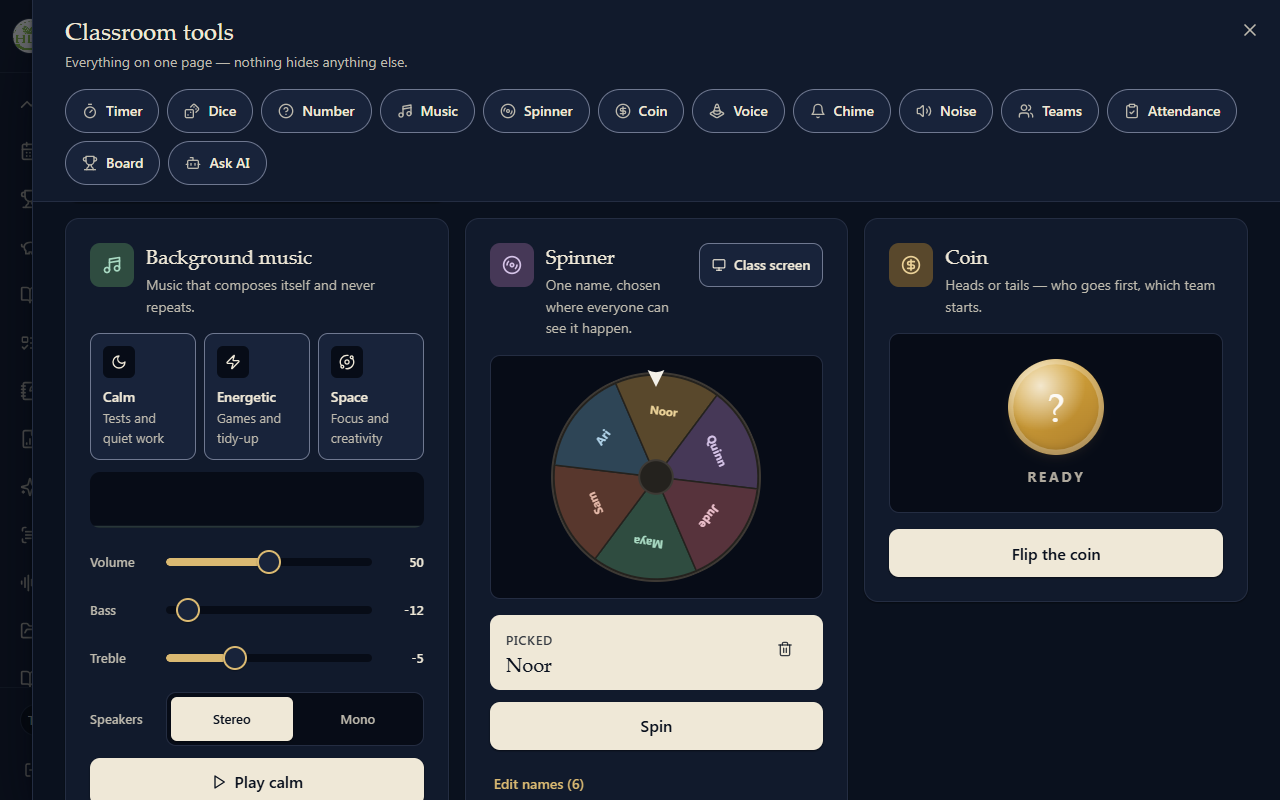 Classroom tools
Everything on one page — nothing hides anything else.
Timer
Dice
Number
Music
Spinner
Coin
Voice
Chime
Noise
Teams
Attendance
Board
Ask AI
Background music
Music that composes itself and never
repeats.
Calm
Tests and
quiet work
Energetic
Games and
tidy-up
Space
Focus and
creativity
Volume
50
Bass
-12
Treble
-5
Speakers
Stereo
Mono
Play calm
Spinner
One name, chosen
where everyone can
see it happen.
Class screen
Noor
Quinn
Jude
Maya
Sam
Ari
PICKED
Noor
Spin
Edit names (6)
Coin
Heads or tails — who goes first, which team
starts.
?
READY
Flip the coin